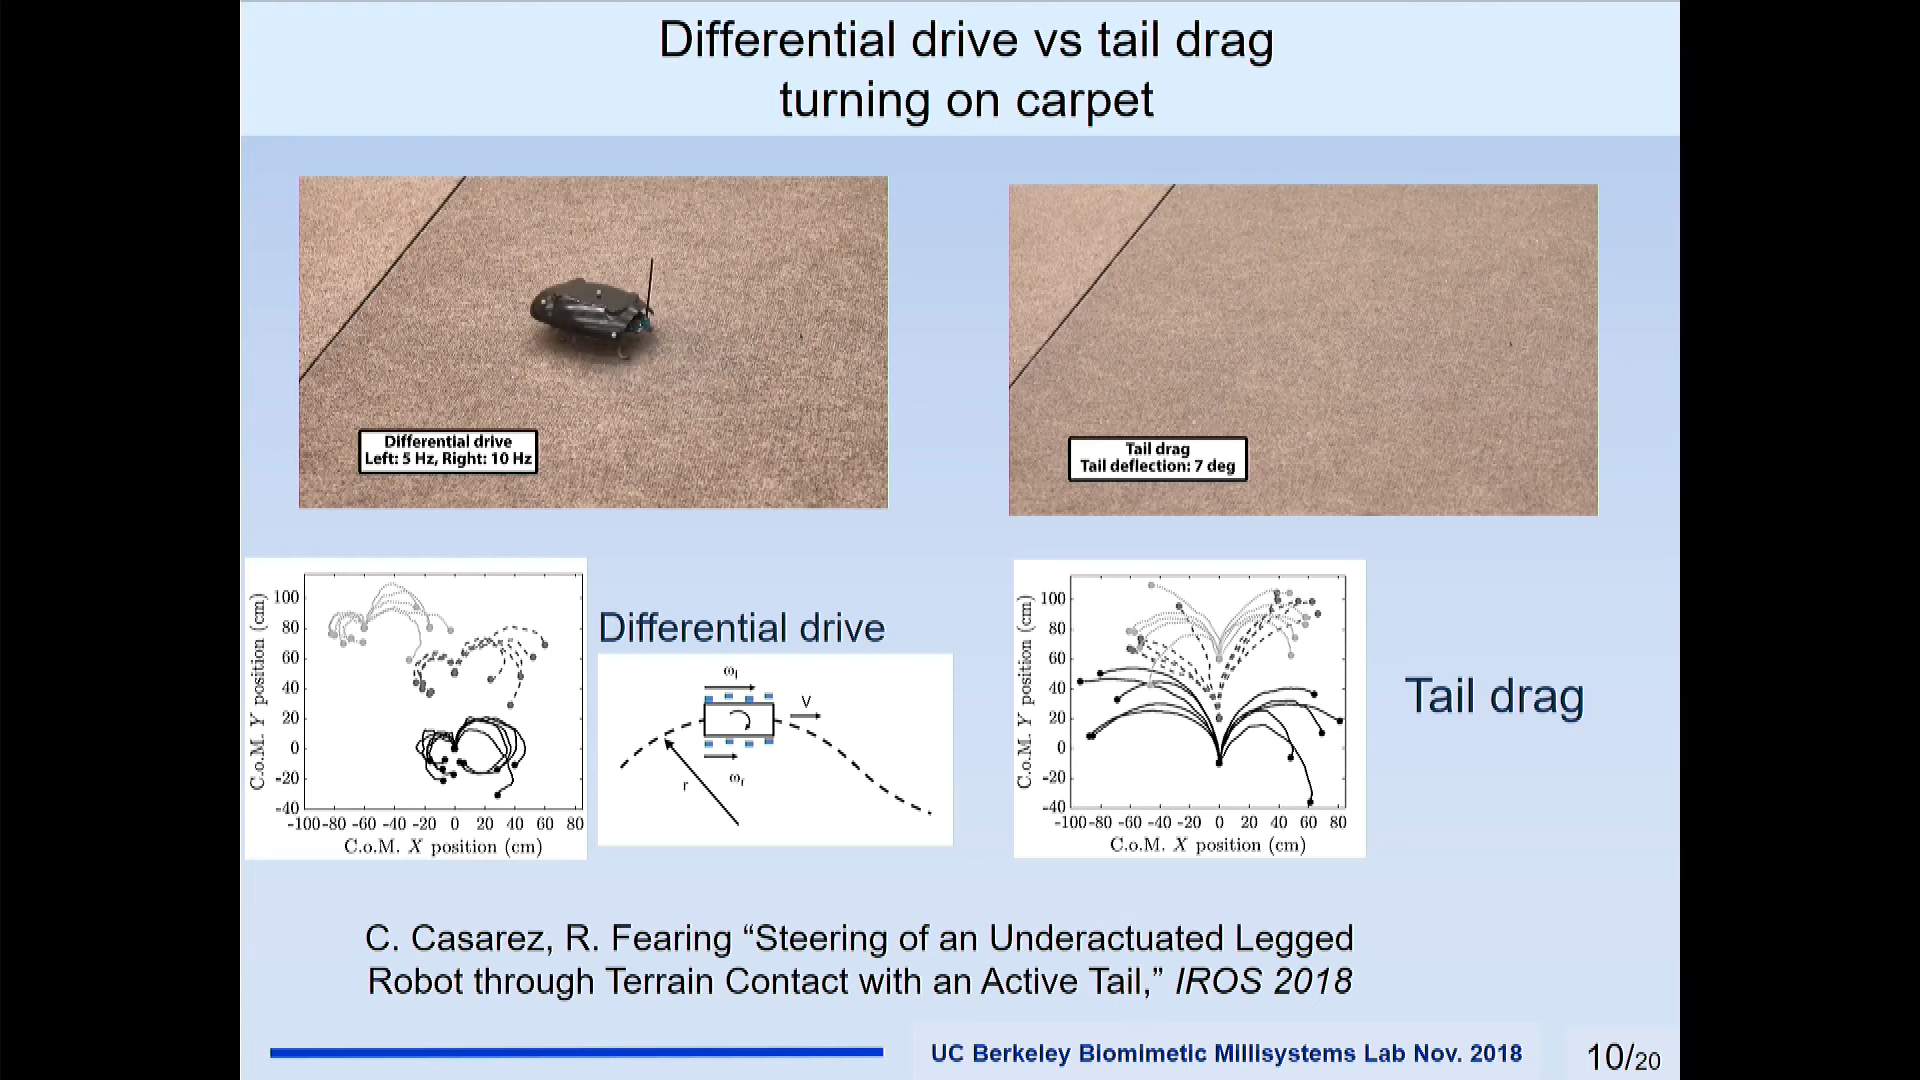 Differential drive vs tail drag
turning on carpet
Differential drive
Left: 5 Hz, Right: 10 Hz
Tail drag
Tail deflection: 7 deg
C.o.M. Y position (cm)
100
80
60
40
20
0
-20
-40
-100 -80 -60 -40 -20 0 20 40 60 80
C.o.M. X position (cm)
Differential drive
ωl
V
r
ωr
C.o.M. Y position (cm)
100
80
60
40
20
0
-20
-40
-100 -80 -60 -40 -20 0 20 40 60 80
C.o.M. X position (cm)
Tail drag
C. Casarez, R. Fearing “Steering of an Underactuated Legged
Robot through Terrain Contact with an Active Tail,” IROS 2018
UC Berkeley Biomimetic Millisystems Lab Nov. 2018
10/20